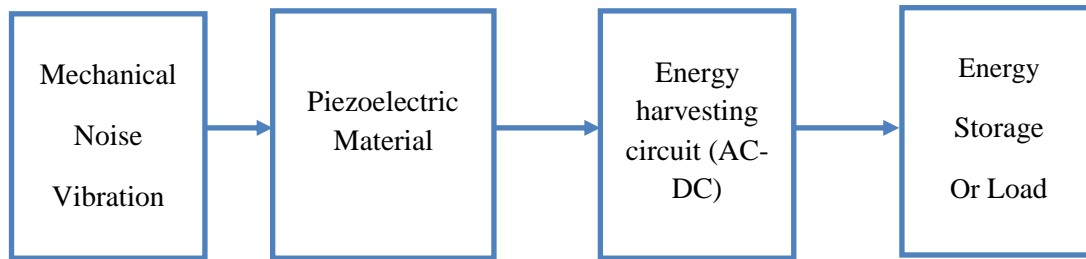 Mechanical
Noise
Vibration
Piezoelectric
Material
Energy
harvesting
circuit (AC-
DC)
Energy
Storage
Or Load